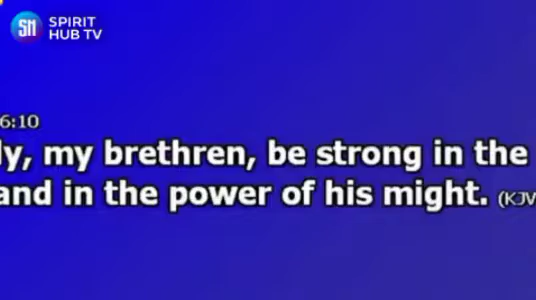 SH
SPIRIT
HUB TV
6:10
ly, my brethren, be strong in the
and in the power of his might. (KJV